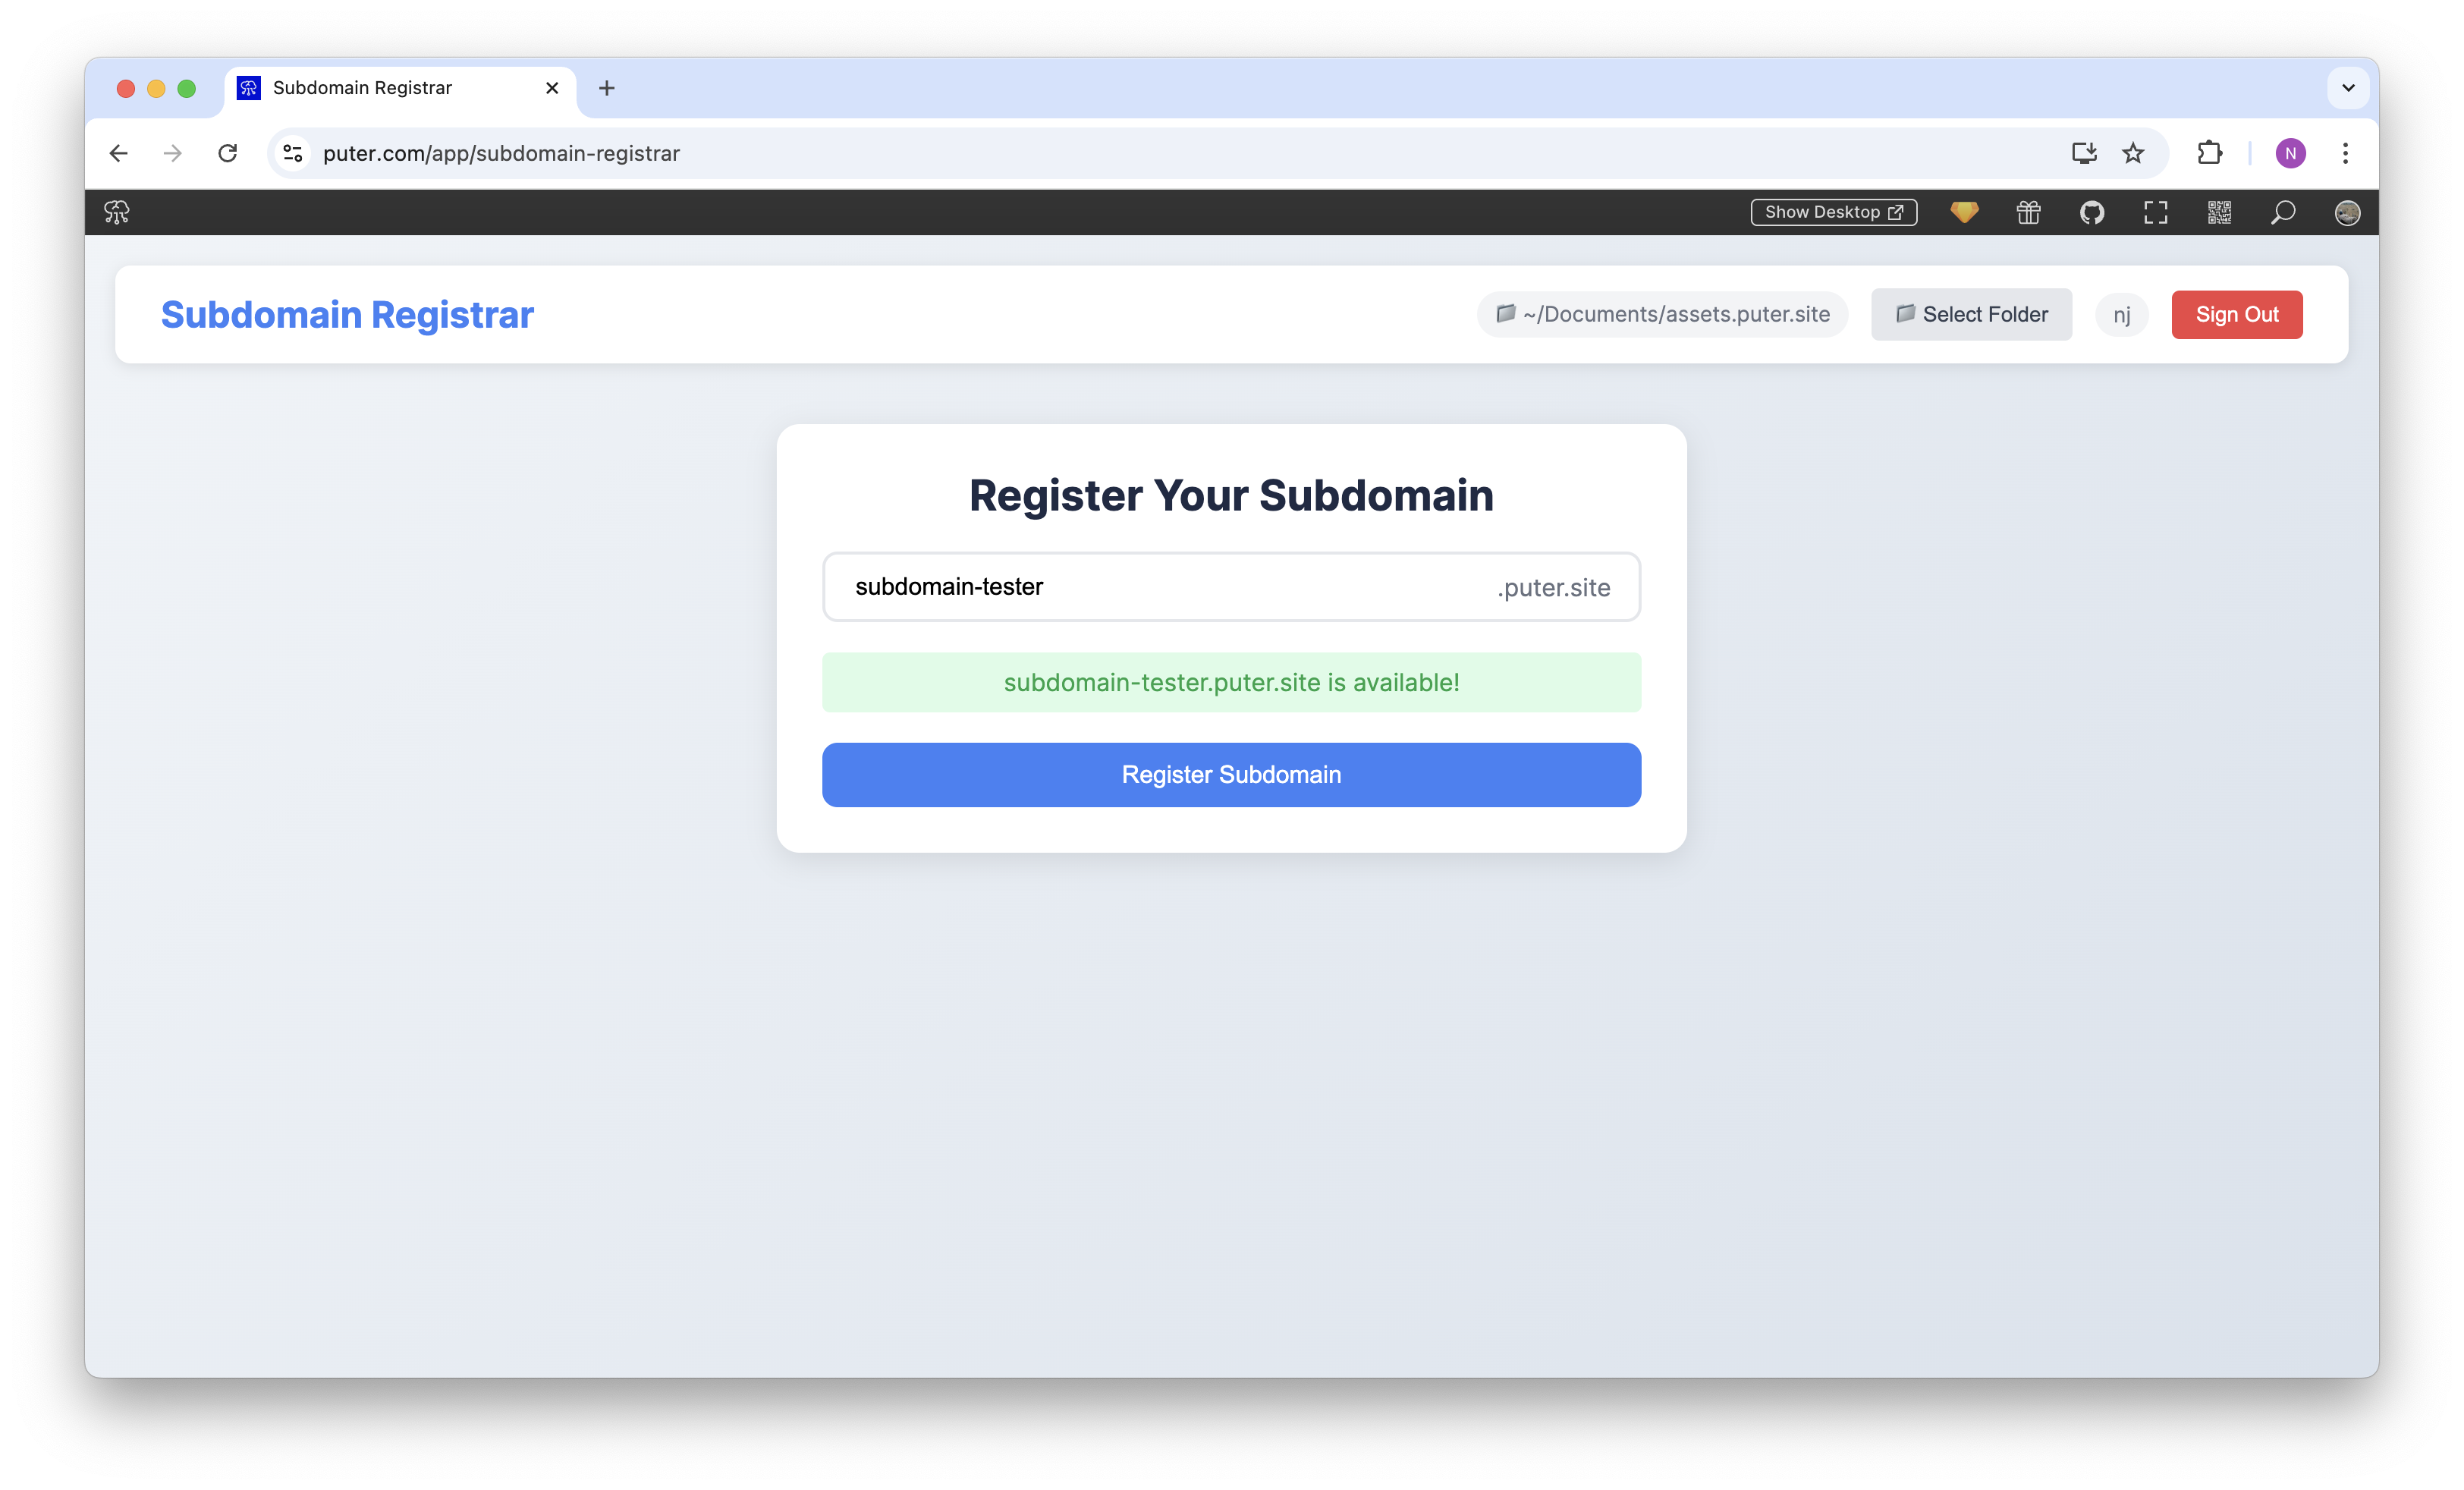 Subdomain Registrar
puter.com/app/subdomain-registrar
N
Show Desktop
Subdomain Registrar
~/Documents/assets.puter.site
Select Folder
nj
Sign Out
Register Your Subdomain
subdomain-tester
.puter.site
subdomain-tester.puter.site is available!
Register Subdomain